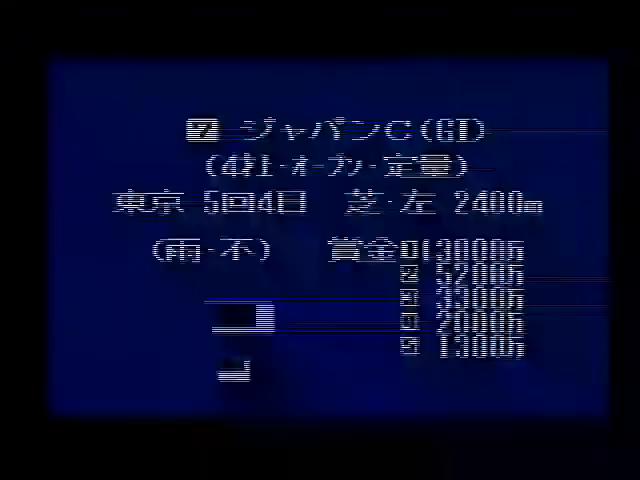 7 ジャパンC(GI)
(4才上・オープン・定量)
東京 5回4日 芝・左 2400m
(雨・不) 賞金1 13000万
2 5200万
3 3300万
4 2000万
5 1300万